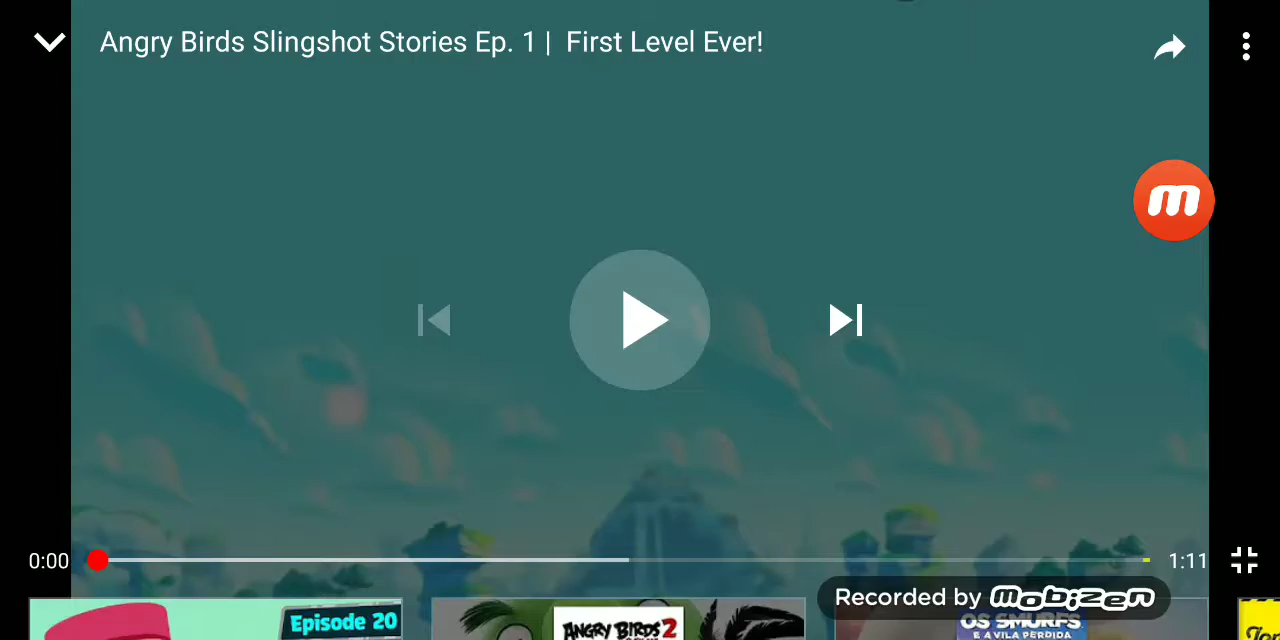 Angry Birds Slingshot Stories Ep. 1 | First Level Ever!
m
0:00
1:11
Recorded by mobizen
Episode 20
ANGRY BIRDS 2
OS SMURFS
E A VILA PERDIDA